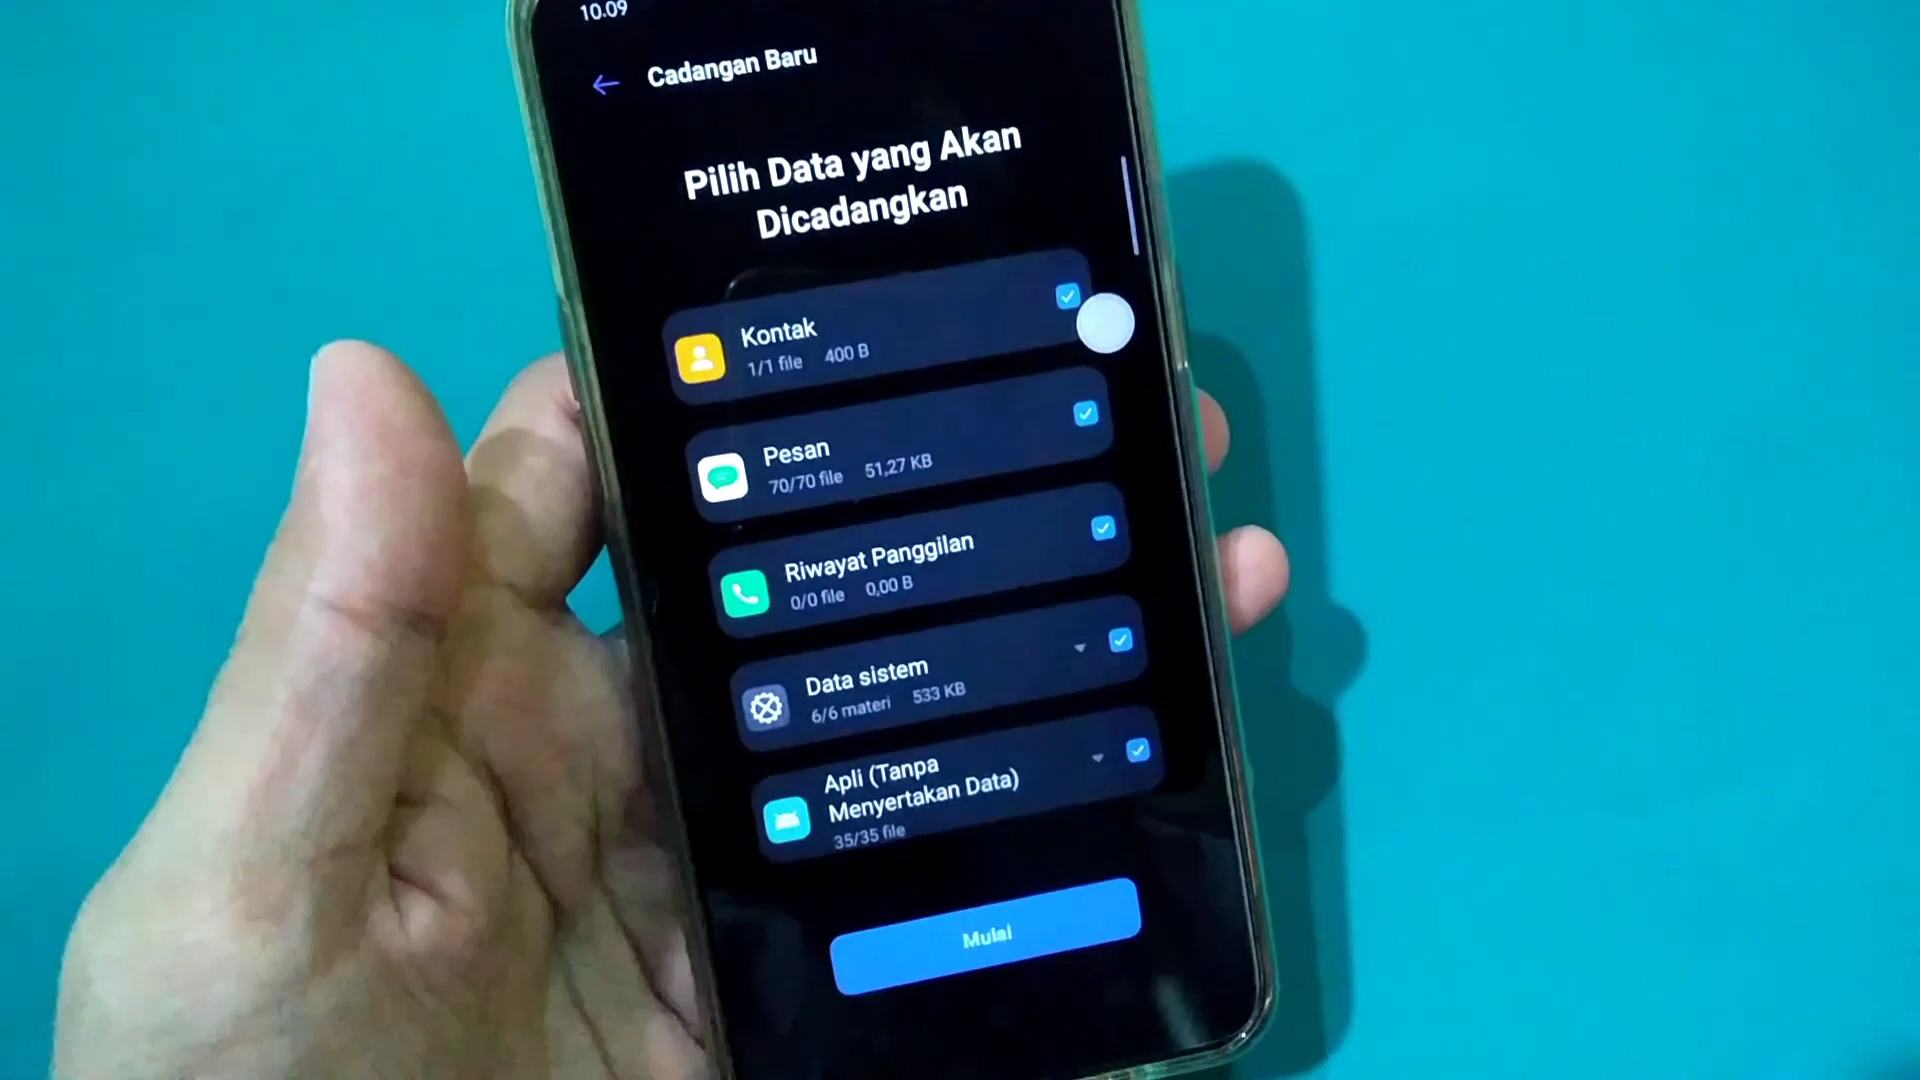 10.09
Cadangan Baru
Pilih Data yang Akan
Dicadangkan
Kontak
1/1 file 400 B
Pesan
70/70 file 51,27 KB
Riwayat Panggilan
0/0 file 0,00 B
Data sistem
6/6 materi 533 KB
Apli (Tanpa
Menyertakan Data)
35/35 file
Mulai